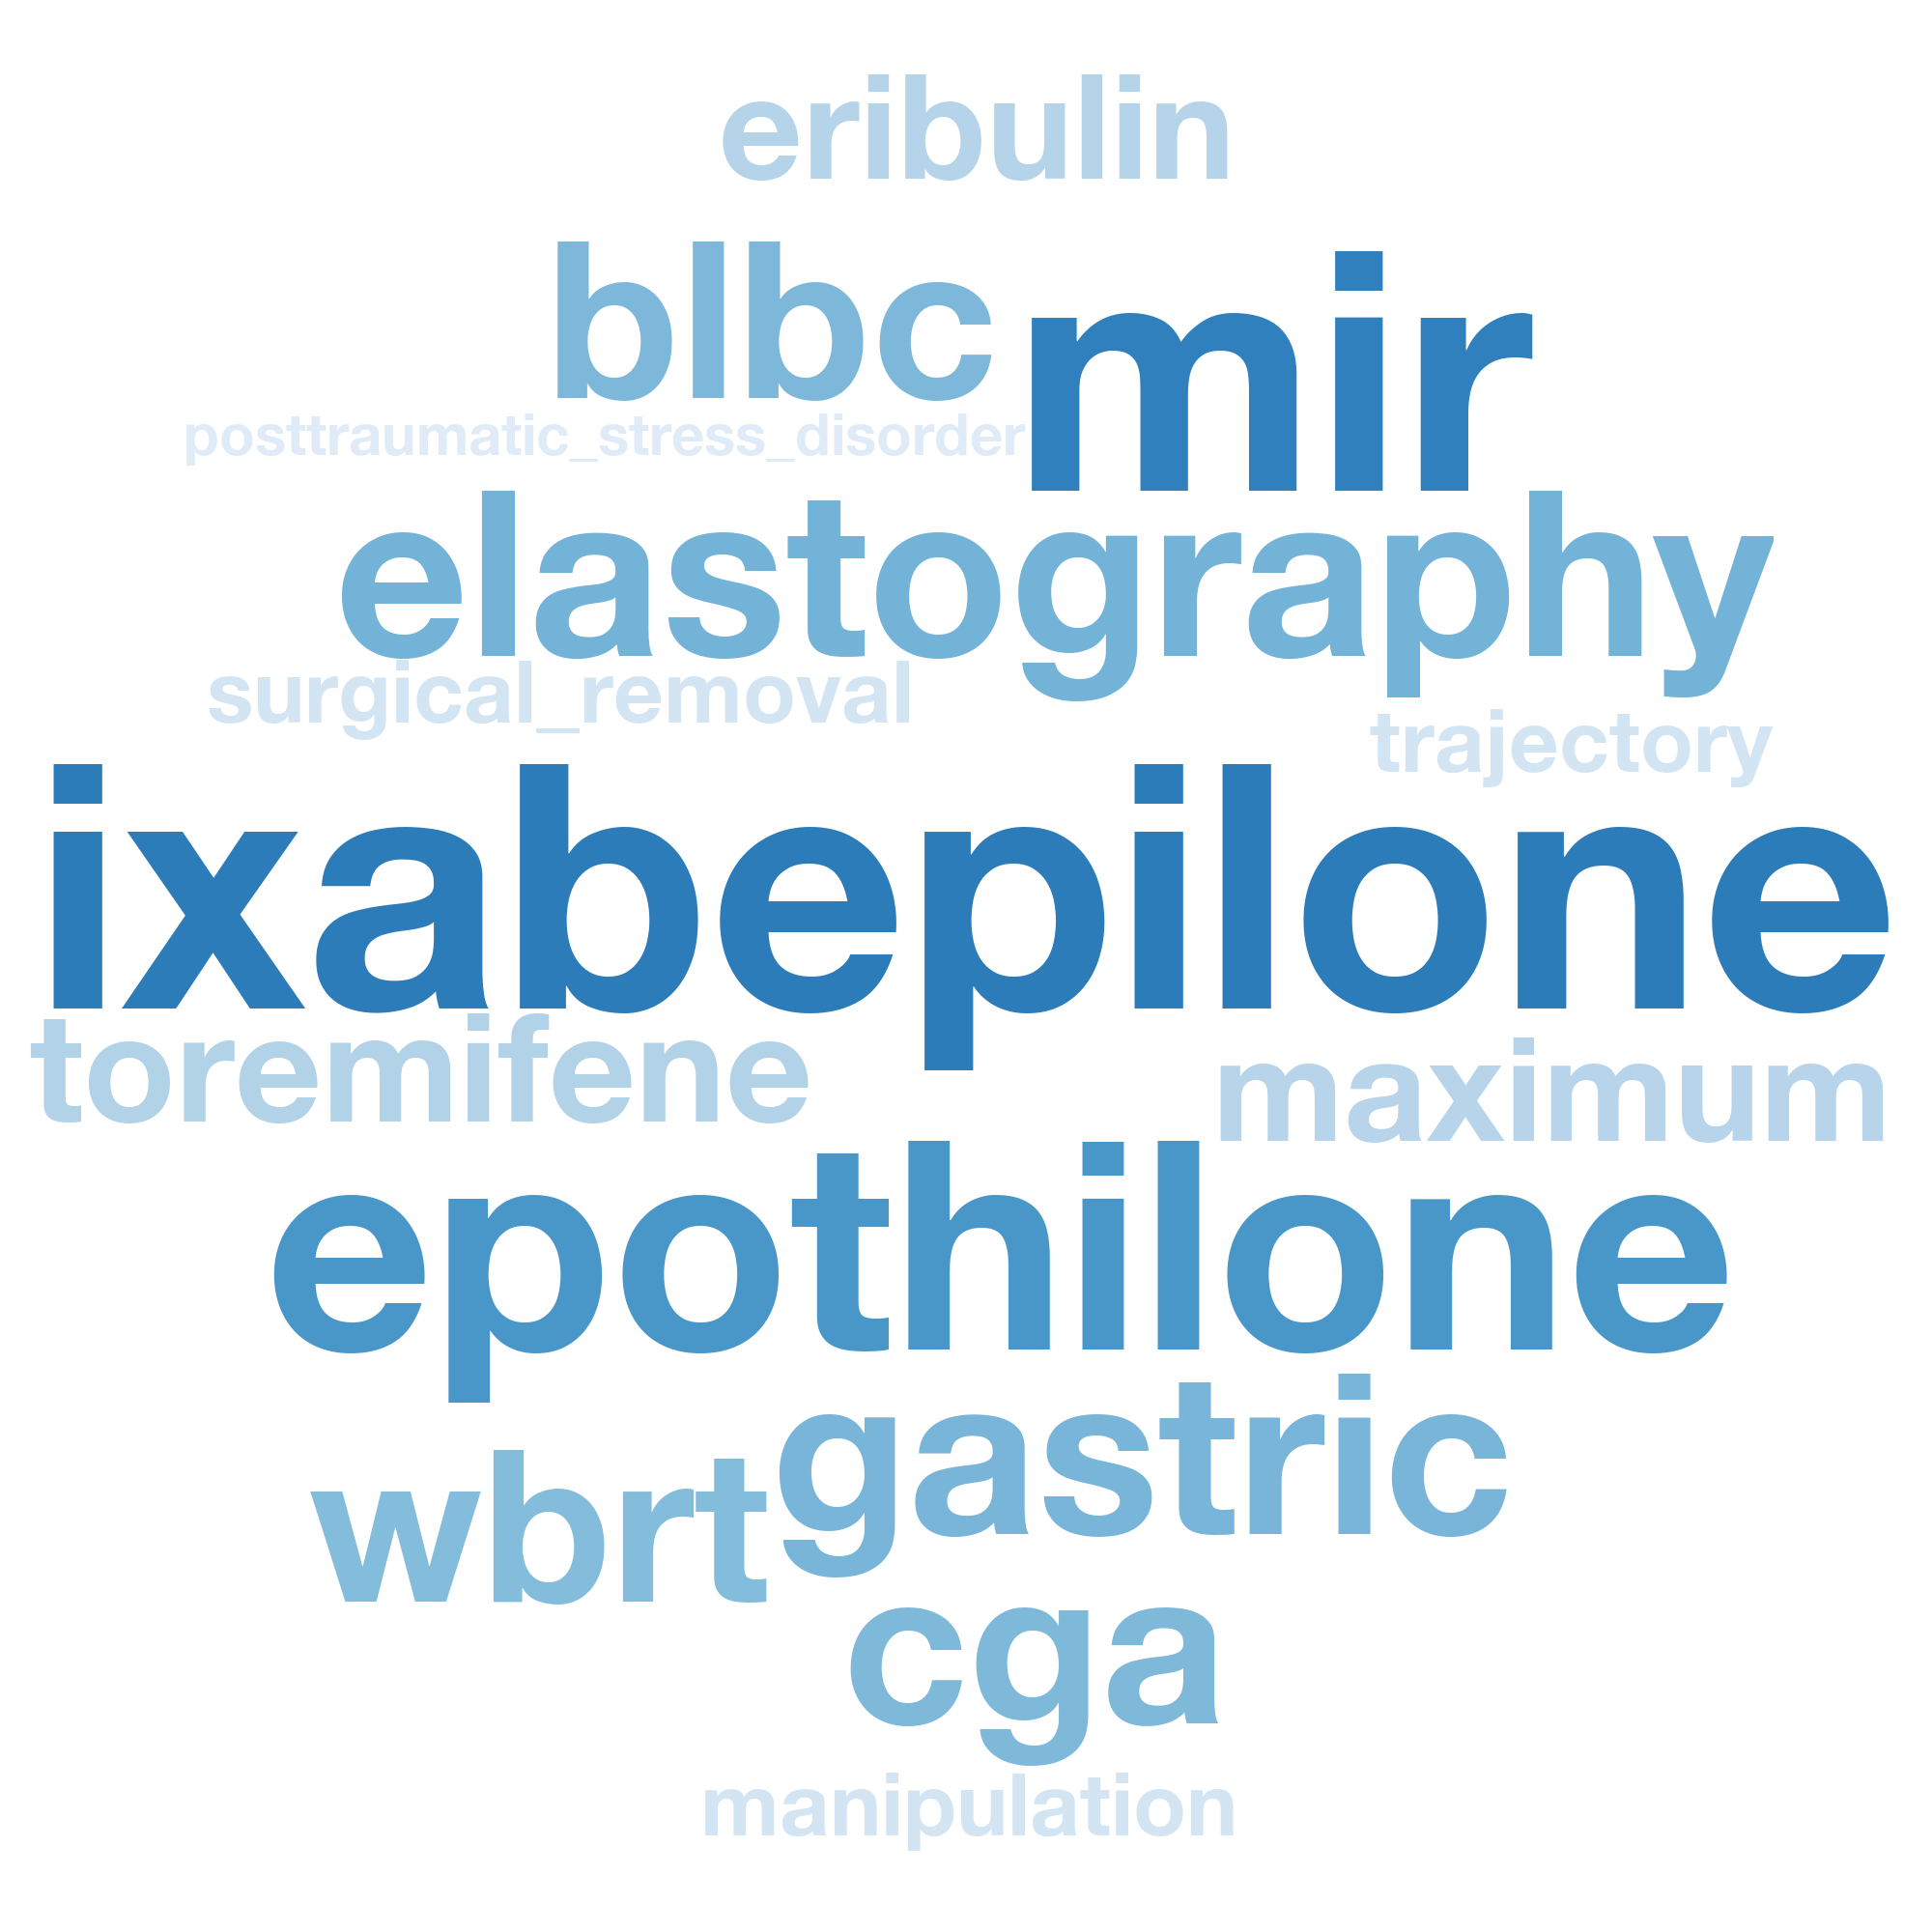 eribulin
blbc mir
posttraumatic_stress_disorder
elastography
surgical_removal
trajectory
ixabepilone
toremifene
maximum
epothilone
gastric
wbrt
cga
manipulation